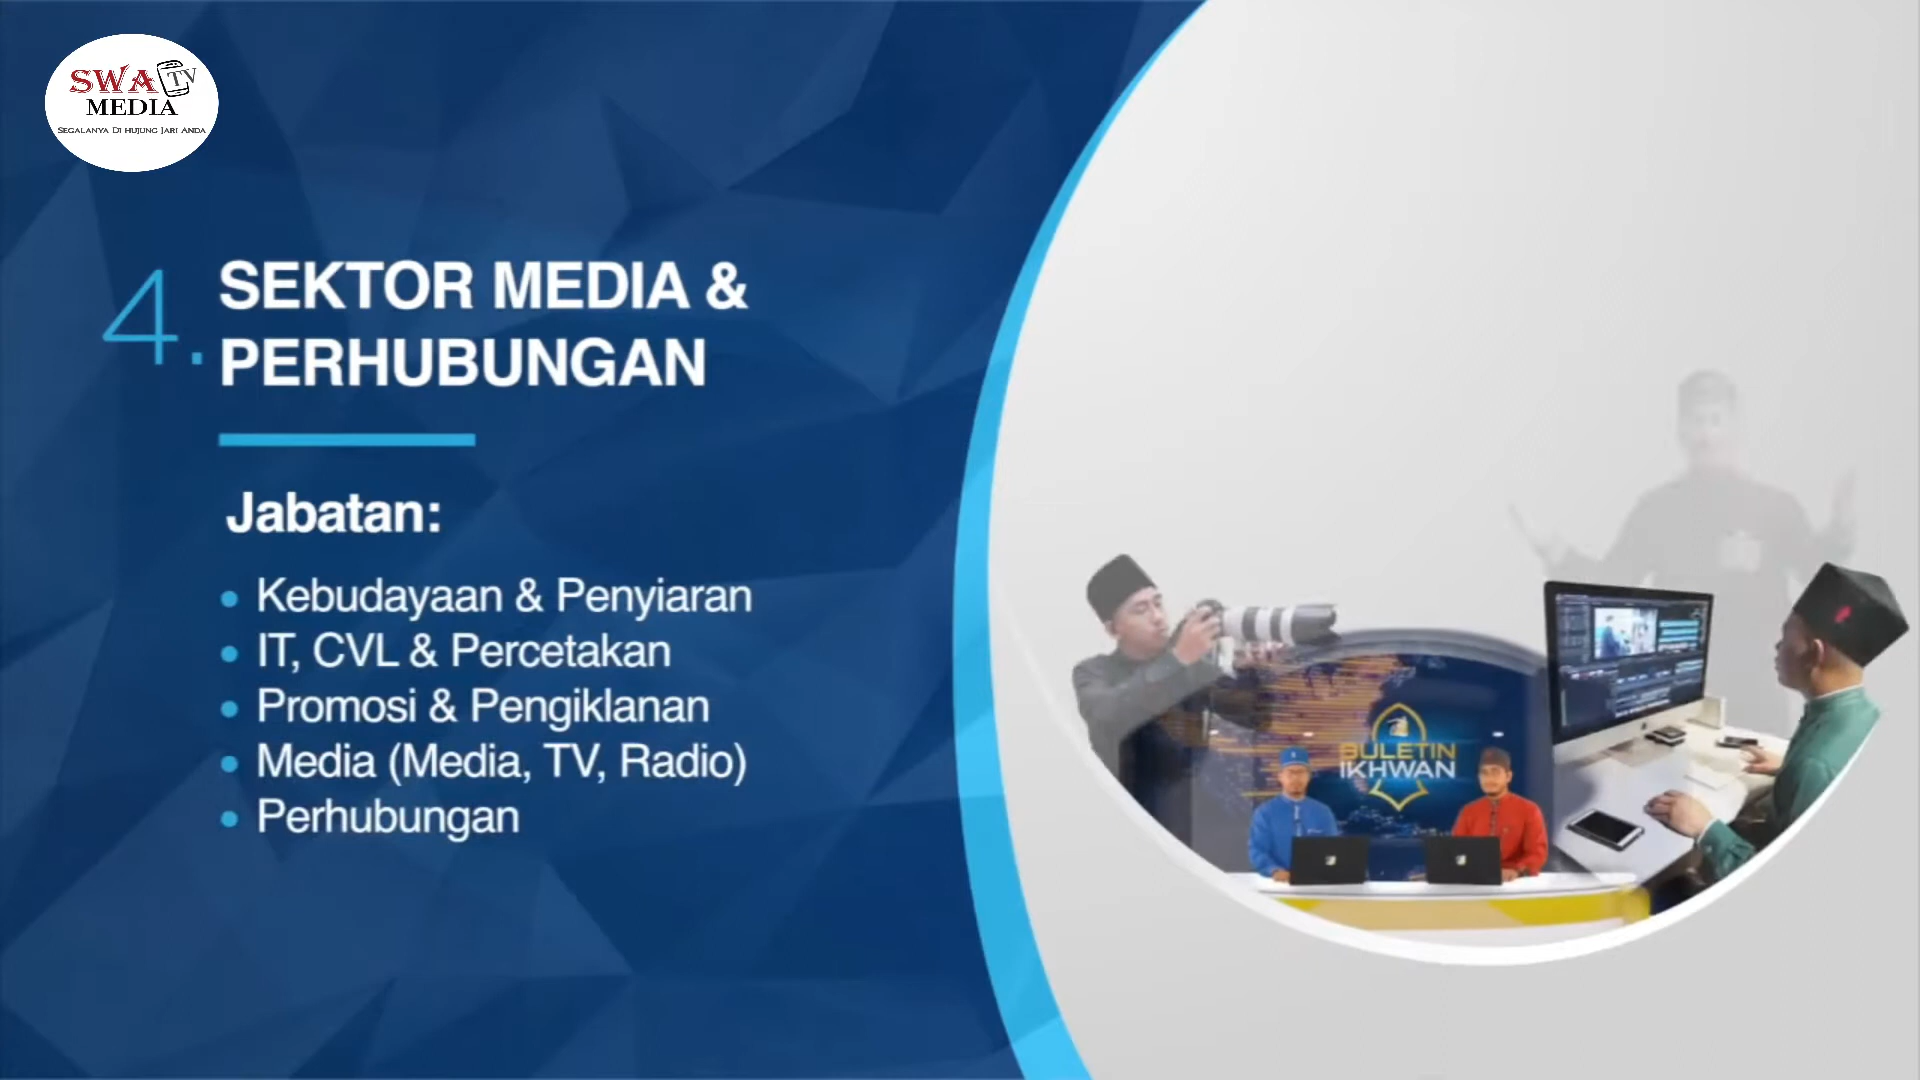 SWA TV
MEDIA
SEGALANYA DI HUJUNG JARI ANDA
4. SEKTOR MEDIA &
PERHUBUNGAN
Jabatan:
• Kebudayaan & Penyiaran
• IT, CVL & Percetakan
• Promosi & Pengiklanan
• Media (Media, TV, Radio)
• Perhubungan
BULETIN
IKHWAN